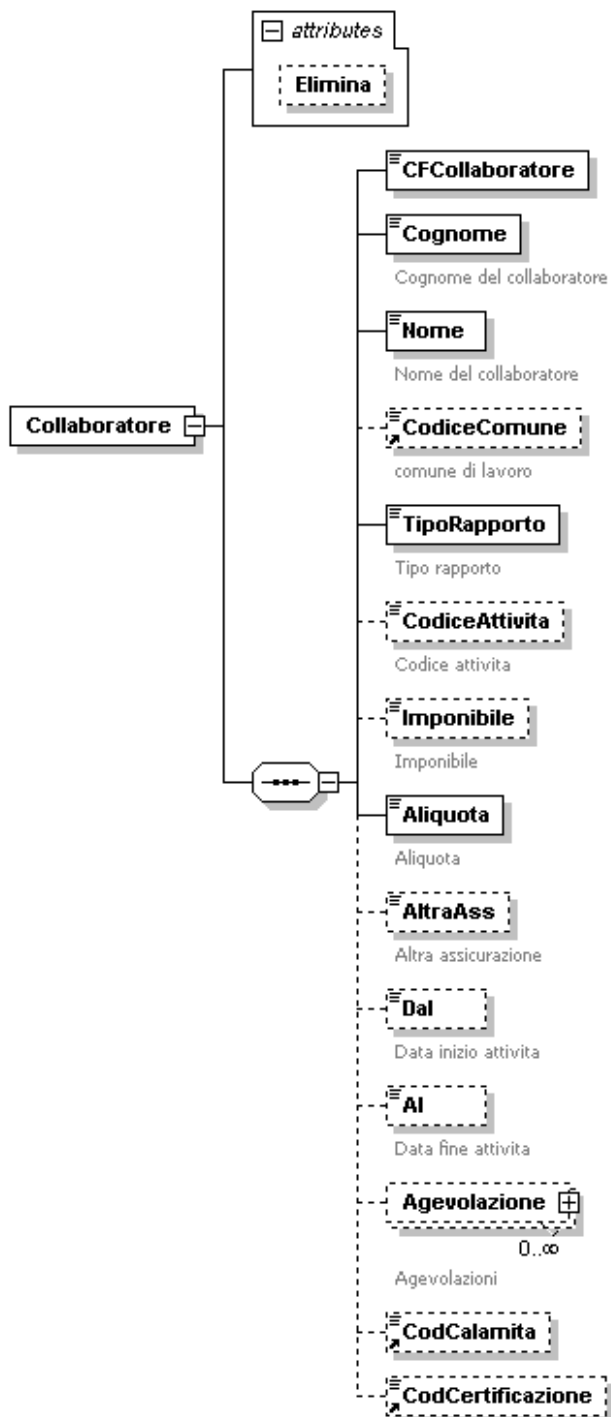 attributes
Elimina
CFCollaboratore
Cognome
Cognome del collaboratore
Nome
Nome del collaboratore
Collaboratore
CodiceComune
comune di lavoro
TipoRapporto
Tipo rapporto
CodiceAttivita
Codice attivita
Imponibile
Imponibile
Aliquota
Aliquota
AltraAss
Altra assicurazione
Dal
Data inizio attivita
Al
Data fine attivita
Agevolazione
0..∞
Agevolazioni
CodCalamita
CodCertificazione